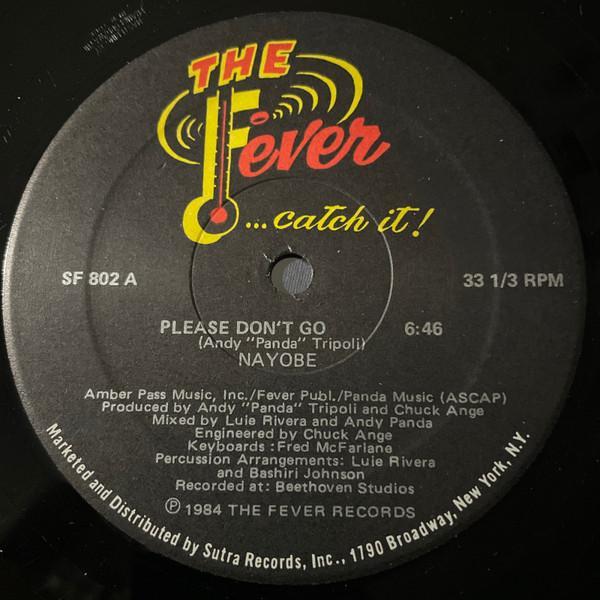 THE
Fever
...catch it!
SF 802 A
33 1/3 RPM
PLEASE DON'T GO 6:46
(Andy "Panda" Tripoli)
NAYOBE
Amber Pass Music, Inc./Fever Publ./Panda Music (ASCAP)
Produced by Andy "Panda" Tripoli and Chuck Ange
Mixed by Luie Rivera and Andy Panda
Engineered by Chuck Ange
Keyboards :Fred McFarlane
Percussion Arrangements: Luie Rivera
and Bashiri Johnson
Recorded at: Beethoven Studios
Ⓟ 1984 THE FEVER RECORDS
Marketed and Distributed by Sutra Records, Inc., 1790 Broadway, New York, N.Y.